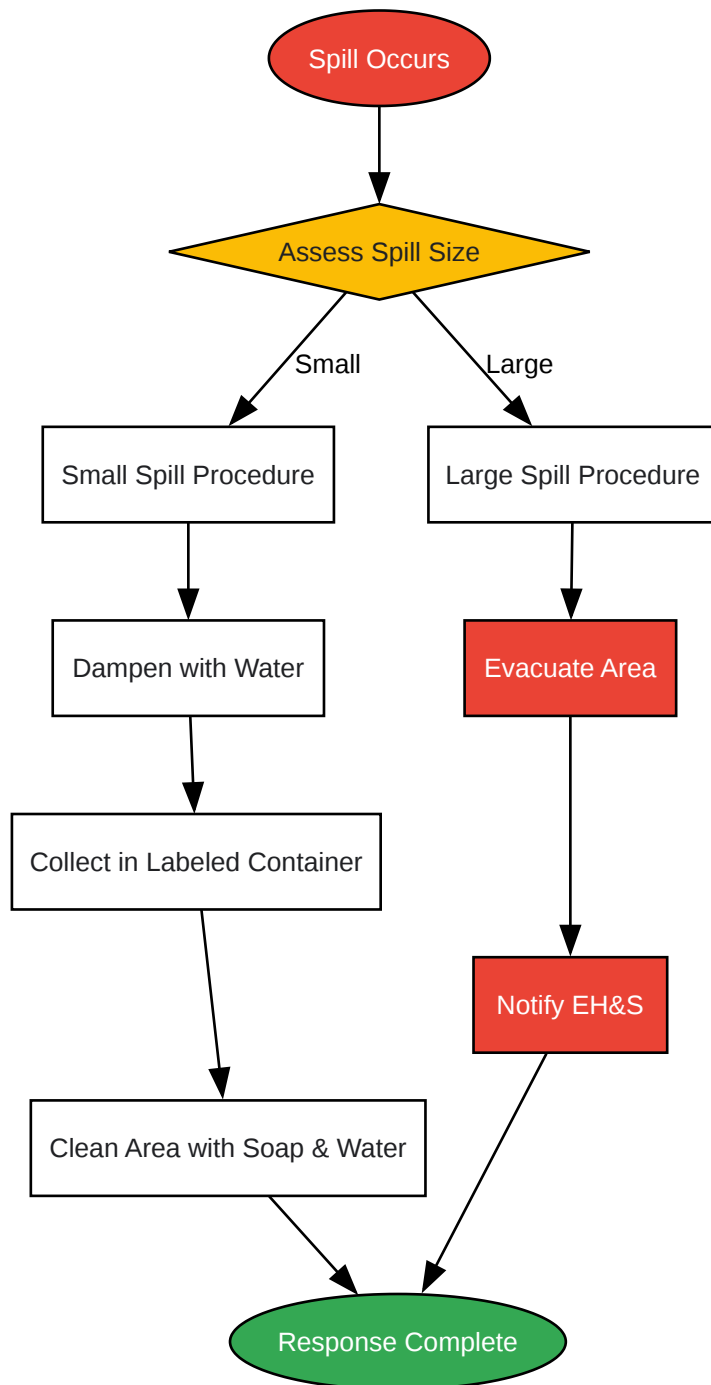 Spill Occurs
Assess Spill Size
Small
Large
Small Spill Procedure
Large Spill Procedure
Dampen with Water
Evacuate Area
Collect in Labeled Container
Notify EH&S
Clean Area with Soap & Water
Response Complete